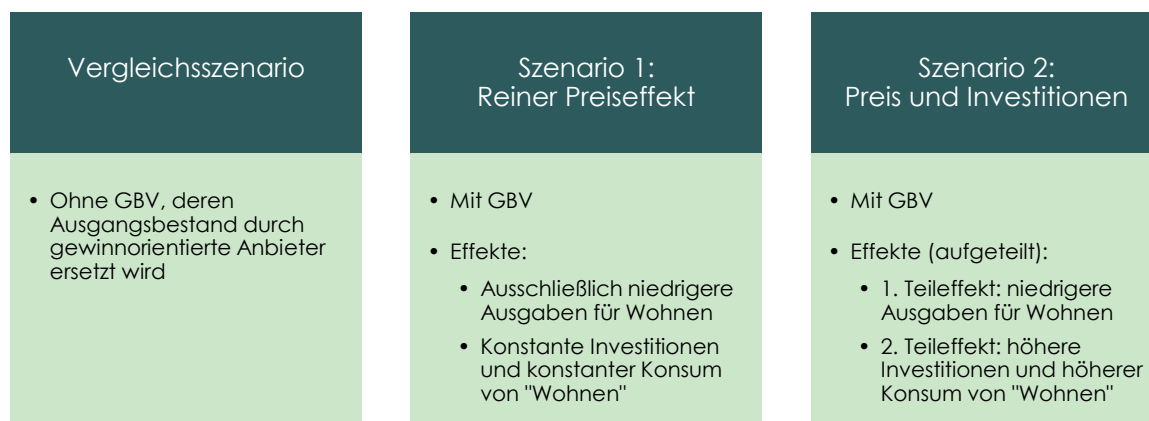 Vergleichsszenario
• Ohne GBV, deren
Ausgangsbestand durch
gewinnorientierte Anbieter
ersetzt wird
Szenario 1:
Reiner Preiseffekt
• Mit GBV
• Effekte:
• Ausschließlich niedrigere
Ausgaben für Wohnen
• Konstante Investitionen
und konstanter Konsum
von "Wohnen"
Szenario 2:
Preis und Investitionen
• Mit GBV
• Effekte (aufgeteilt):
• 1. Teileffekt: niedrigere
Ausgaben für Wohnen
• 2. Teileffekt: höhere
Investitionen und höherer
Konsum von "Wohnen"